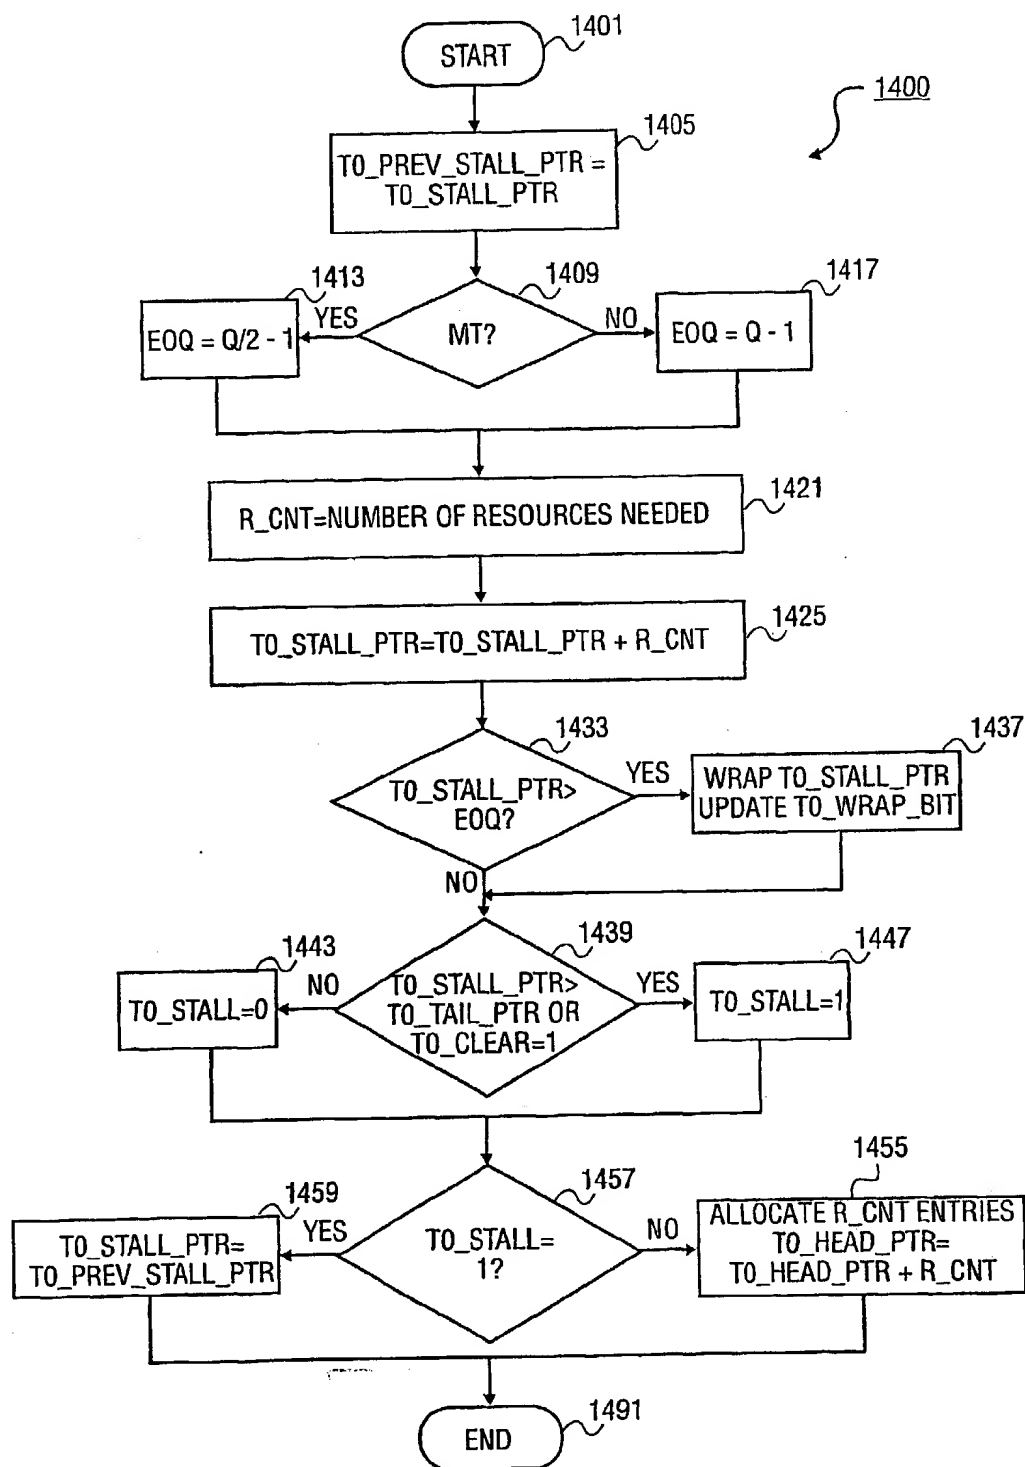 1401
START
1400
1405
T0_PREV_STALL_PTR =
T0_STALL_PTR
1413
1409
1417
YES
NO
EOQ = Q/2 - 1
MT?
EOQ = Q - 1
1421
R_CNT=NUMBER OF RESOURCES NEEDED
1425
T0_STALL_PTR=T0_STALL_PTR + R_CNT
1433
1437
T0_STALL_PTR>
EOQ?
YES
WRAP T0_STALL_PTR
UPDATE T0_WRAP_BIT
NO
1443
1439
1447
NO
YES
T0_STALL=0
T0_STALL_PTR>
T0_TAIL_PTR OR
T0_CLEAR=1
T0_STALL=1
1459
1457
1455
YES
NO
T0_STALL_PTR=
T0_PREV_STALL_PTR
T0_STALL=
1?
ALLOCATE R_CNT ENTRIES
T0_HEAD_PTR=
T0_HEAD_PTR + R_CNT
END
1491